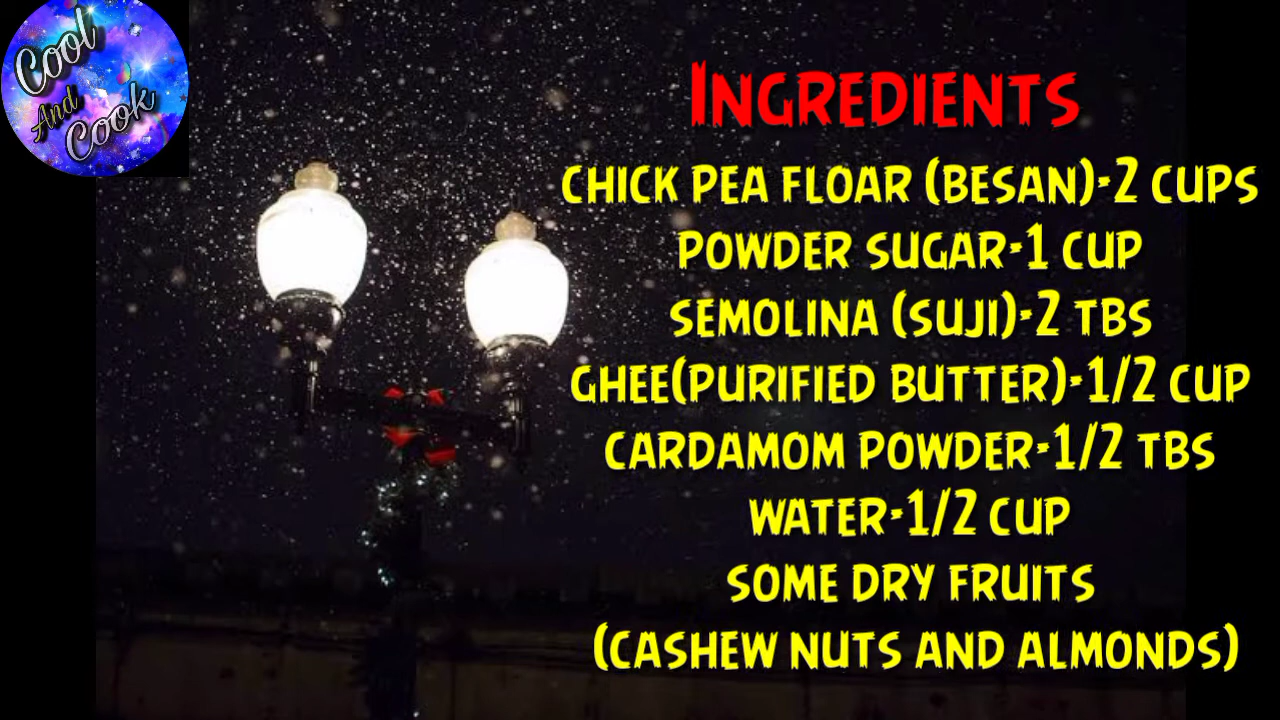 Cool
And
Cook
INGREDIENTS
CHICK PEA FLOAR (BESAN)-2 CUPS
POWDER SUGAR-1 CUP
SEMOLINA (SUJI)-2 TBS
GHEE(PURIFIED BUTTER)-1/2 CUP
CARDAMOM POWDER-1/2 TBS
WATER-1/2 CUP
SOME DRY FRUITS
(CASHEW NUTS AND ALMONDS)